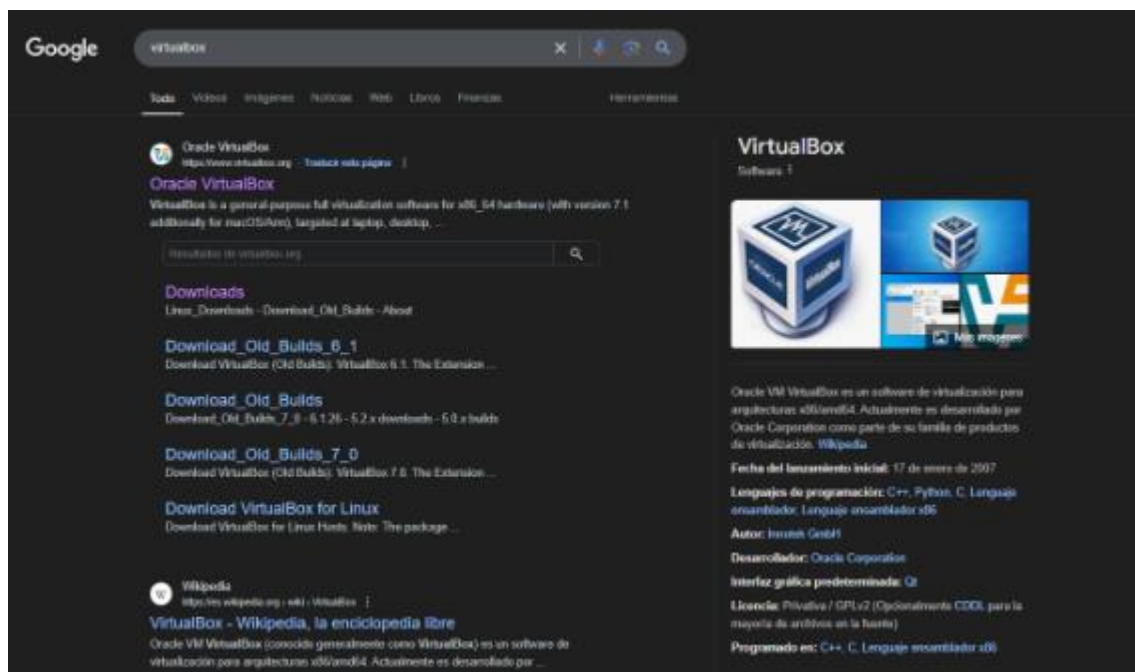 Google
virtualbox
Todo Vídeos Imágenes Noticias Web Libros Finanzas Herramientas
Oracle VirtualBox
https://www.virtualbox.org · Traducir esta página
Oracle VirtualBox
VirtualBox is a general-purpose full virtualization software for x86_64 hardware (with version 7.1
additionally for macOS/Arm), targeted at laptop, desktop, ...
Resultados de virtualbox.org
Downloads
Linux_Downloads - Download_Old_Builds - About
Download_Old_Builds_6_1
Download VirtualBox (Old Builds): VirtualBox 6.1. The Extension ...
Download_Old_Builds
Download_Old_Builds_7_0 - 6.1.26 - 5.2.x downloads - 5.0.x builds
Download_Old_Builds_7_0
Download VirtualBox (Old Builds): VirtualBox 7.0. The Extension ...
Download VirtualBox for Linux
Download VirtualBox for Linux Hosts. Note: The package ...
W
Wikipedia
https://es.wikipedia.org › wiki › VirtualBox
VirtualBox - Wikipedia, la enciclopedia libre
Oracle VM VirtualBox (conocido generalmente como VirtualBox) es un software de
virtualización para arquitecturas x86/amd64. Actualmente es desarrollado por ...
VirtualBox
Software
ORACLE
VirtualBox
Más imágenes
Oracle VM VirtualBox es un software de virtualización para
arquitecturas x86/amd64. Actualmente es desarrollado por
Oracle Corporation como parte de su familia de productos
de virtualización. Wikipedia
Fecha del lanzamiento inicial: 17 de enero de 2007
Lenguajes de programación: C++, Python, C, Lenguaje
ensamblador, Lenguaje ensamblador x86
Autor: Innotek GmbH
Desarrollador: Oracle Corporation
Interfaz gráfica predeterminada: Qt
Licencia: Privativa / GPLv2 (Opcionalmente CDDL para la
mayoría de archivos en la fuente)
Programado en: C++, C, Lenguaje ensamblador x86